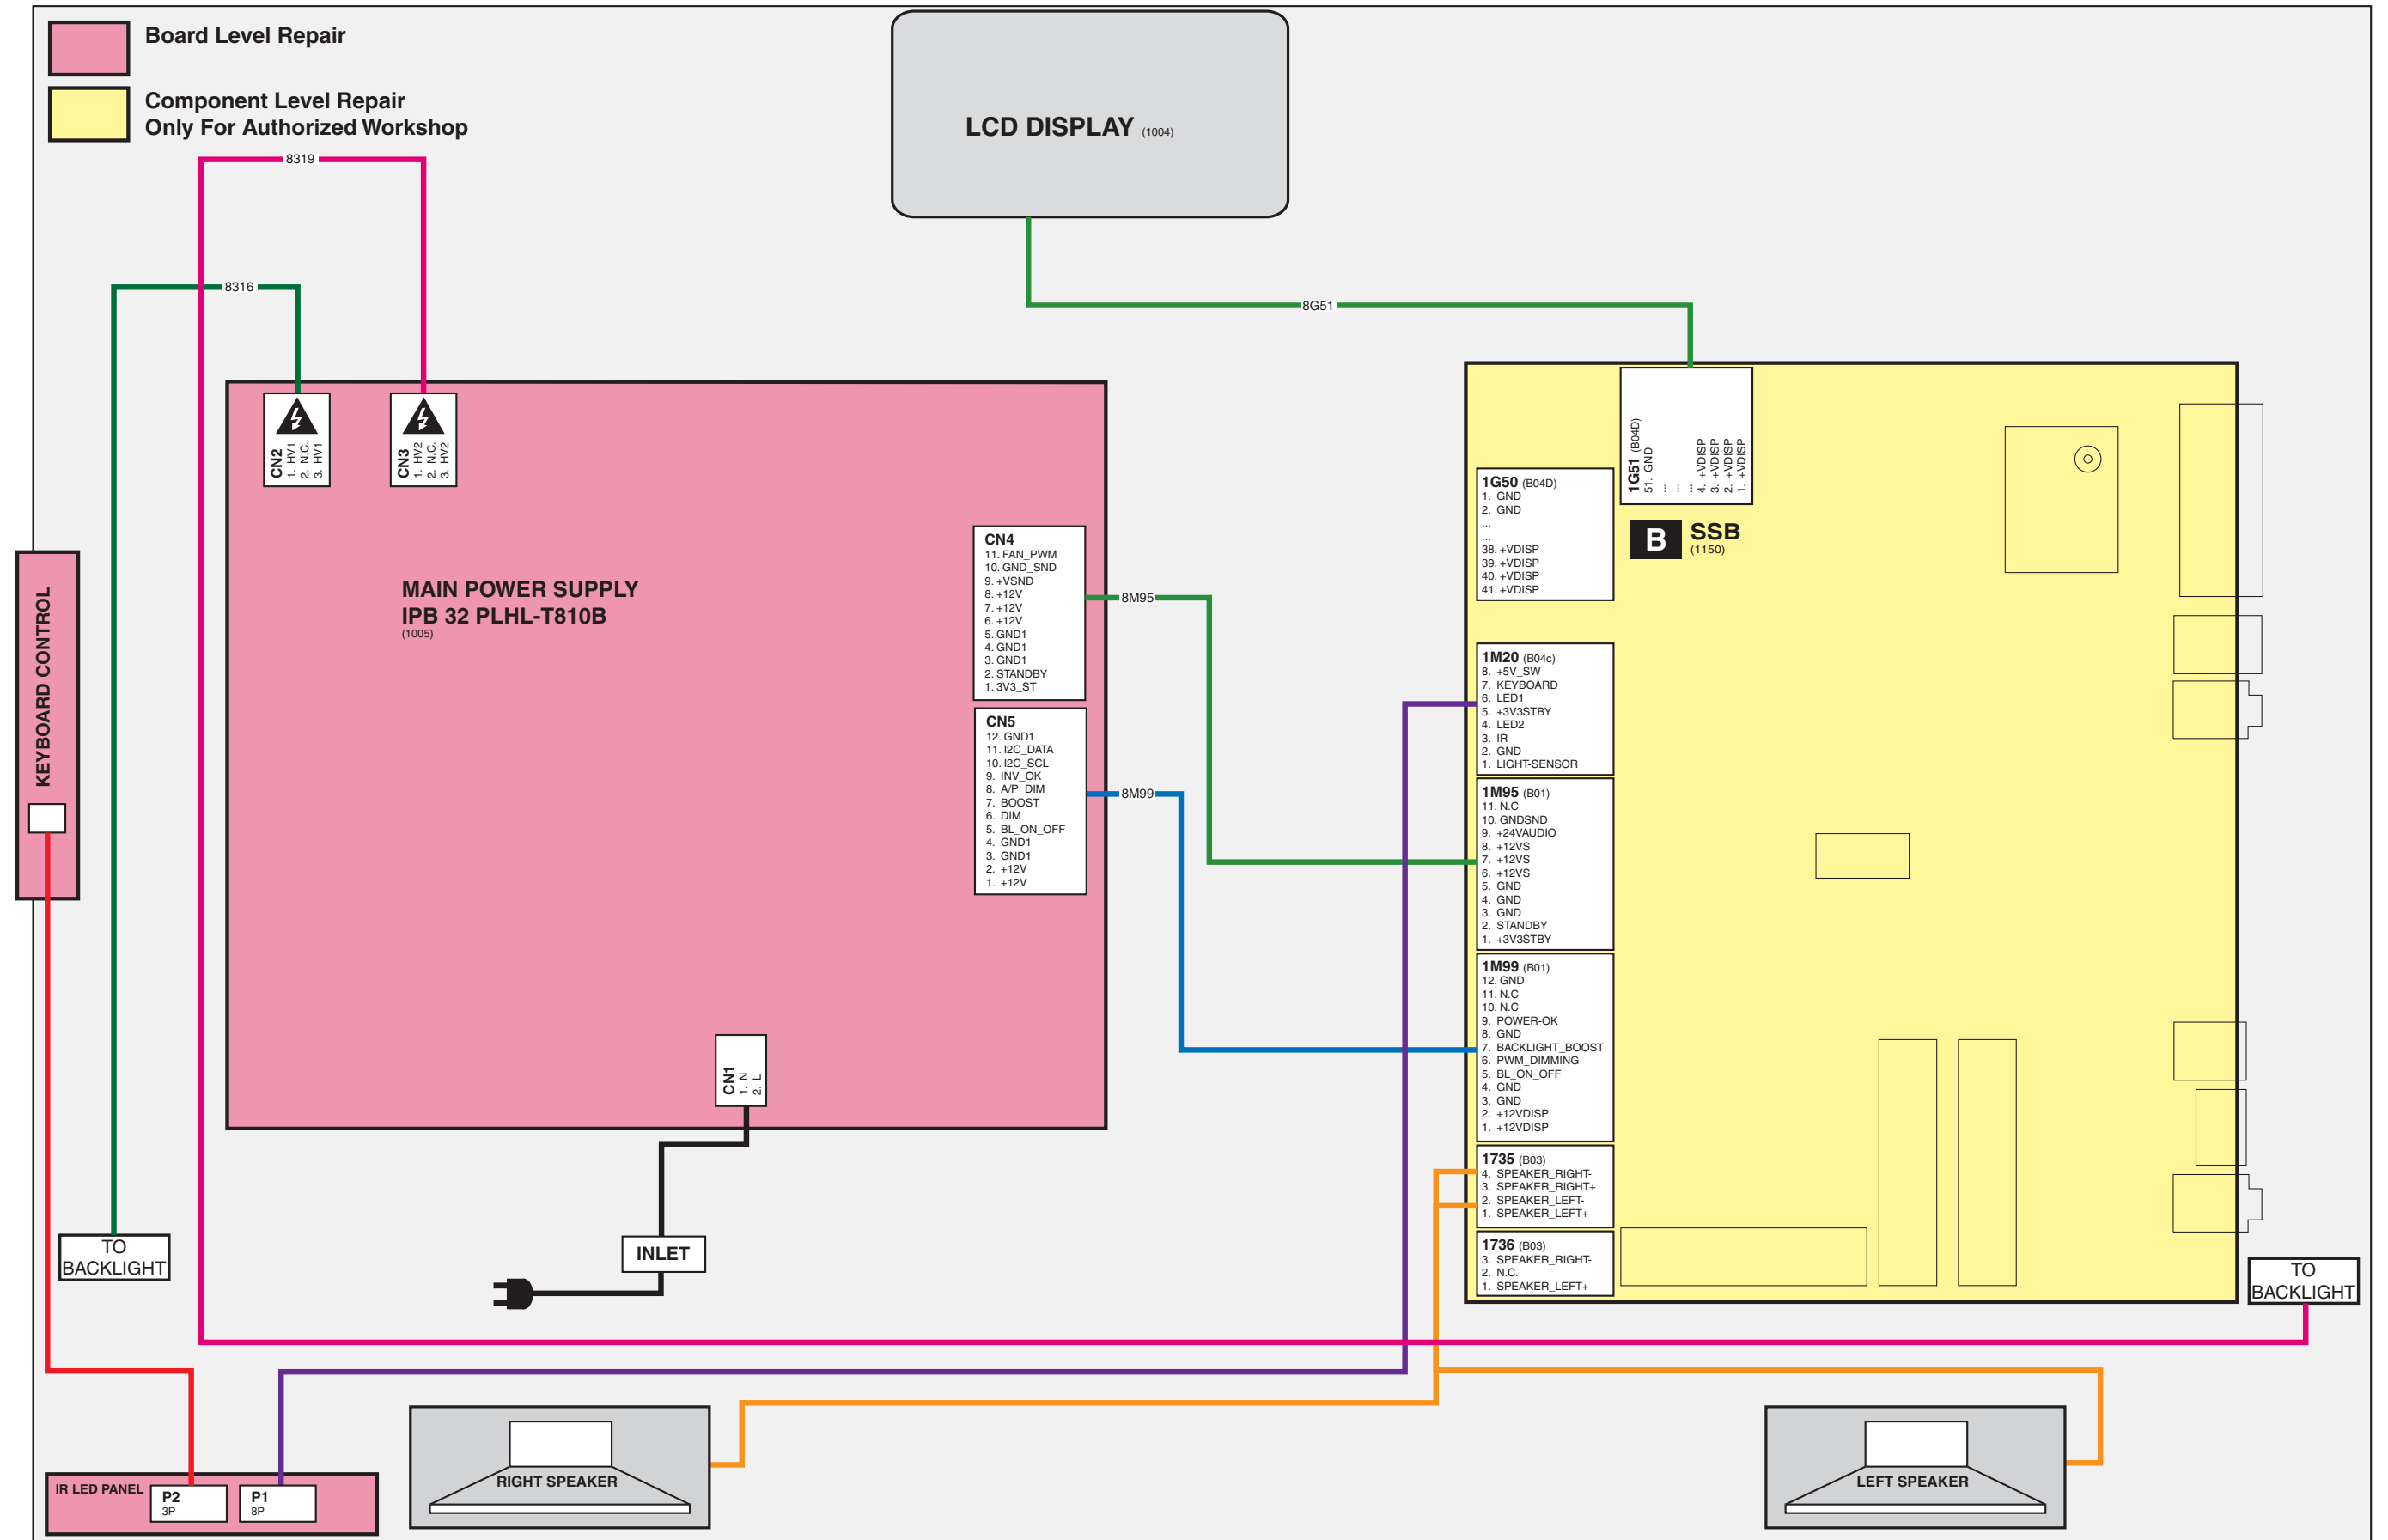 Board Level Repair
Component Level Repair
Only For Authorized Workshop
8319
LCD DISPLAY (1004)
8316
8G51
CN2
1. HV1
2. N.C.
3. HV1
CN3
1. HV2
2. N.C.
3. HV2
MAIN POWER SUPPLY
IPB 32 PLHL-T810B
(1005)
CN4
11. FAN_PWM
10. GND_SND
9. +VSND
8. +12V
7. +12V
6. +12V
5. GND1
4. GND1
3. GND1
2. STANDBY
1. 3V3_ST
8M95
CN5
12. GND1
11. I2C_DATA
10. I2C_SCL
9. INV_OK
8. A/P_DIM
7. BOOST
6. DIM
5. BL_ON_OFF
4. GND1
3. GND1
2. +12V
1. +12V
8M99
CN1
1. N
2. L
INLET
KEYBOARD CONTROL
TO
BACKLIGHT
1G51 (B04D)
51. GND
...
...
...
4. +VDISP
3. +VDISP
2. +VDISP
1. +VDISP
B SSB
(1150)
1G50 (B04D)
1. GND
2. GND
...
...
38. +VDISP
39. +VDISP
40. +VDISP
41. +VDISP
1M20 (B04c)
8. +5V_SW
7. KEYBOARD
6. LED1
5. +3V3STBY
4. LED2
3. IR
2. GND
1. LIGHT-SENSOR
1M95 (B01)
11. N.C
10. GNDSND
9. +24VAUDIO
8. +12VS
7. +12VS
6. +12VS
5. GND
4. GND
3. GND
2. STANDBY
1. +3V3STBY
1M99 (B01)
12. GND
11. N.C
10. N.C
9. POWER-OK
8. GND
7. BACKLIGHT_BOOST
6. PWM_DIMMING
5. BL_ON_OFF
4. GND
3. GND
2. +12VDISP
1. +12VDISP
1735 (B03)
4. SPEAKER_RIGHT-
3. SPEAKER_RIGHT+
2. SPEAKER_LEFT-
1. SPEAKER_LEFT+
1736 (B03)
3. SPEAKER_RIGHT-
2. N.C.
1. SPEAKER_LEFT+
TO
BACKLIGHT
IR LED PANEL
P2
3P
P1
8P
RIGHT SPEAKER
LEFT SPEAKER